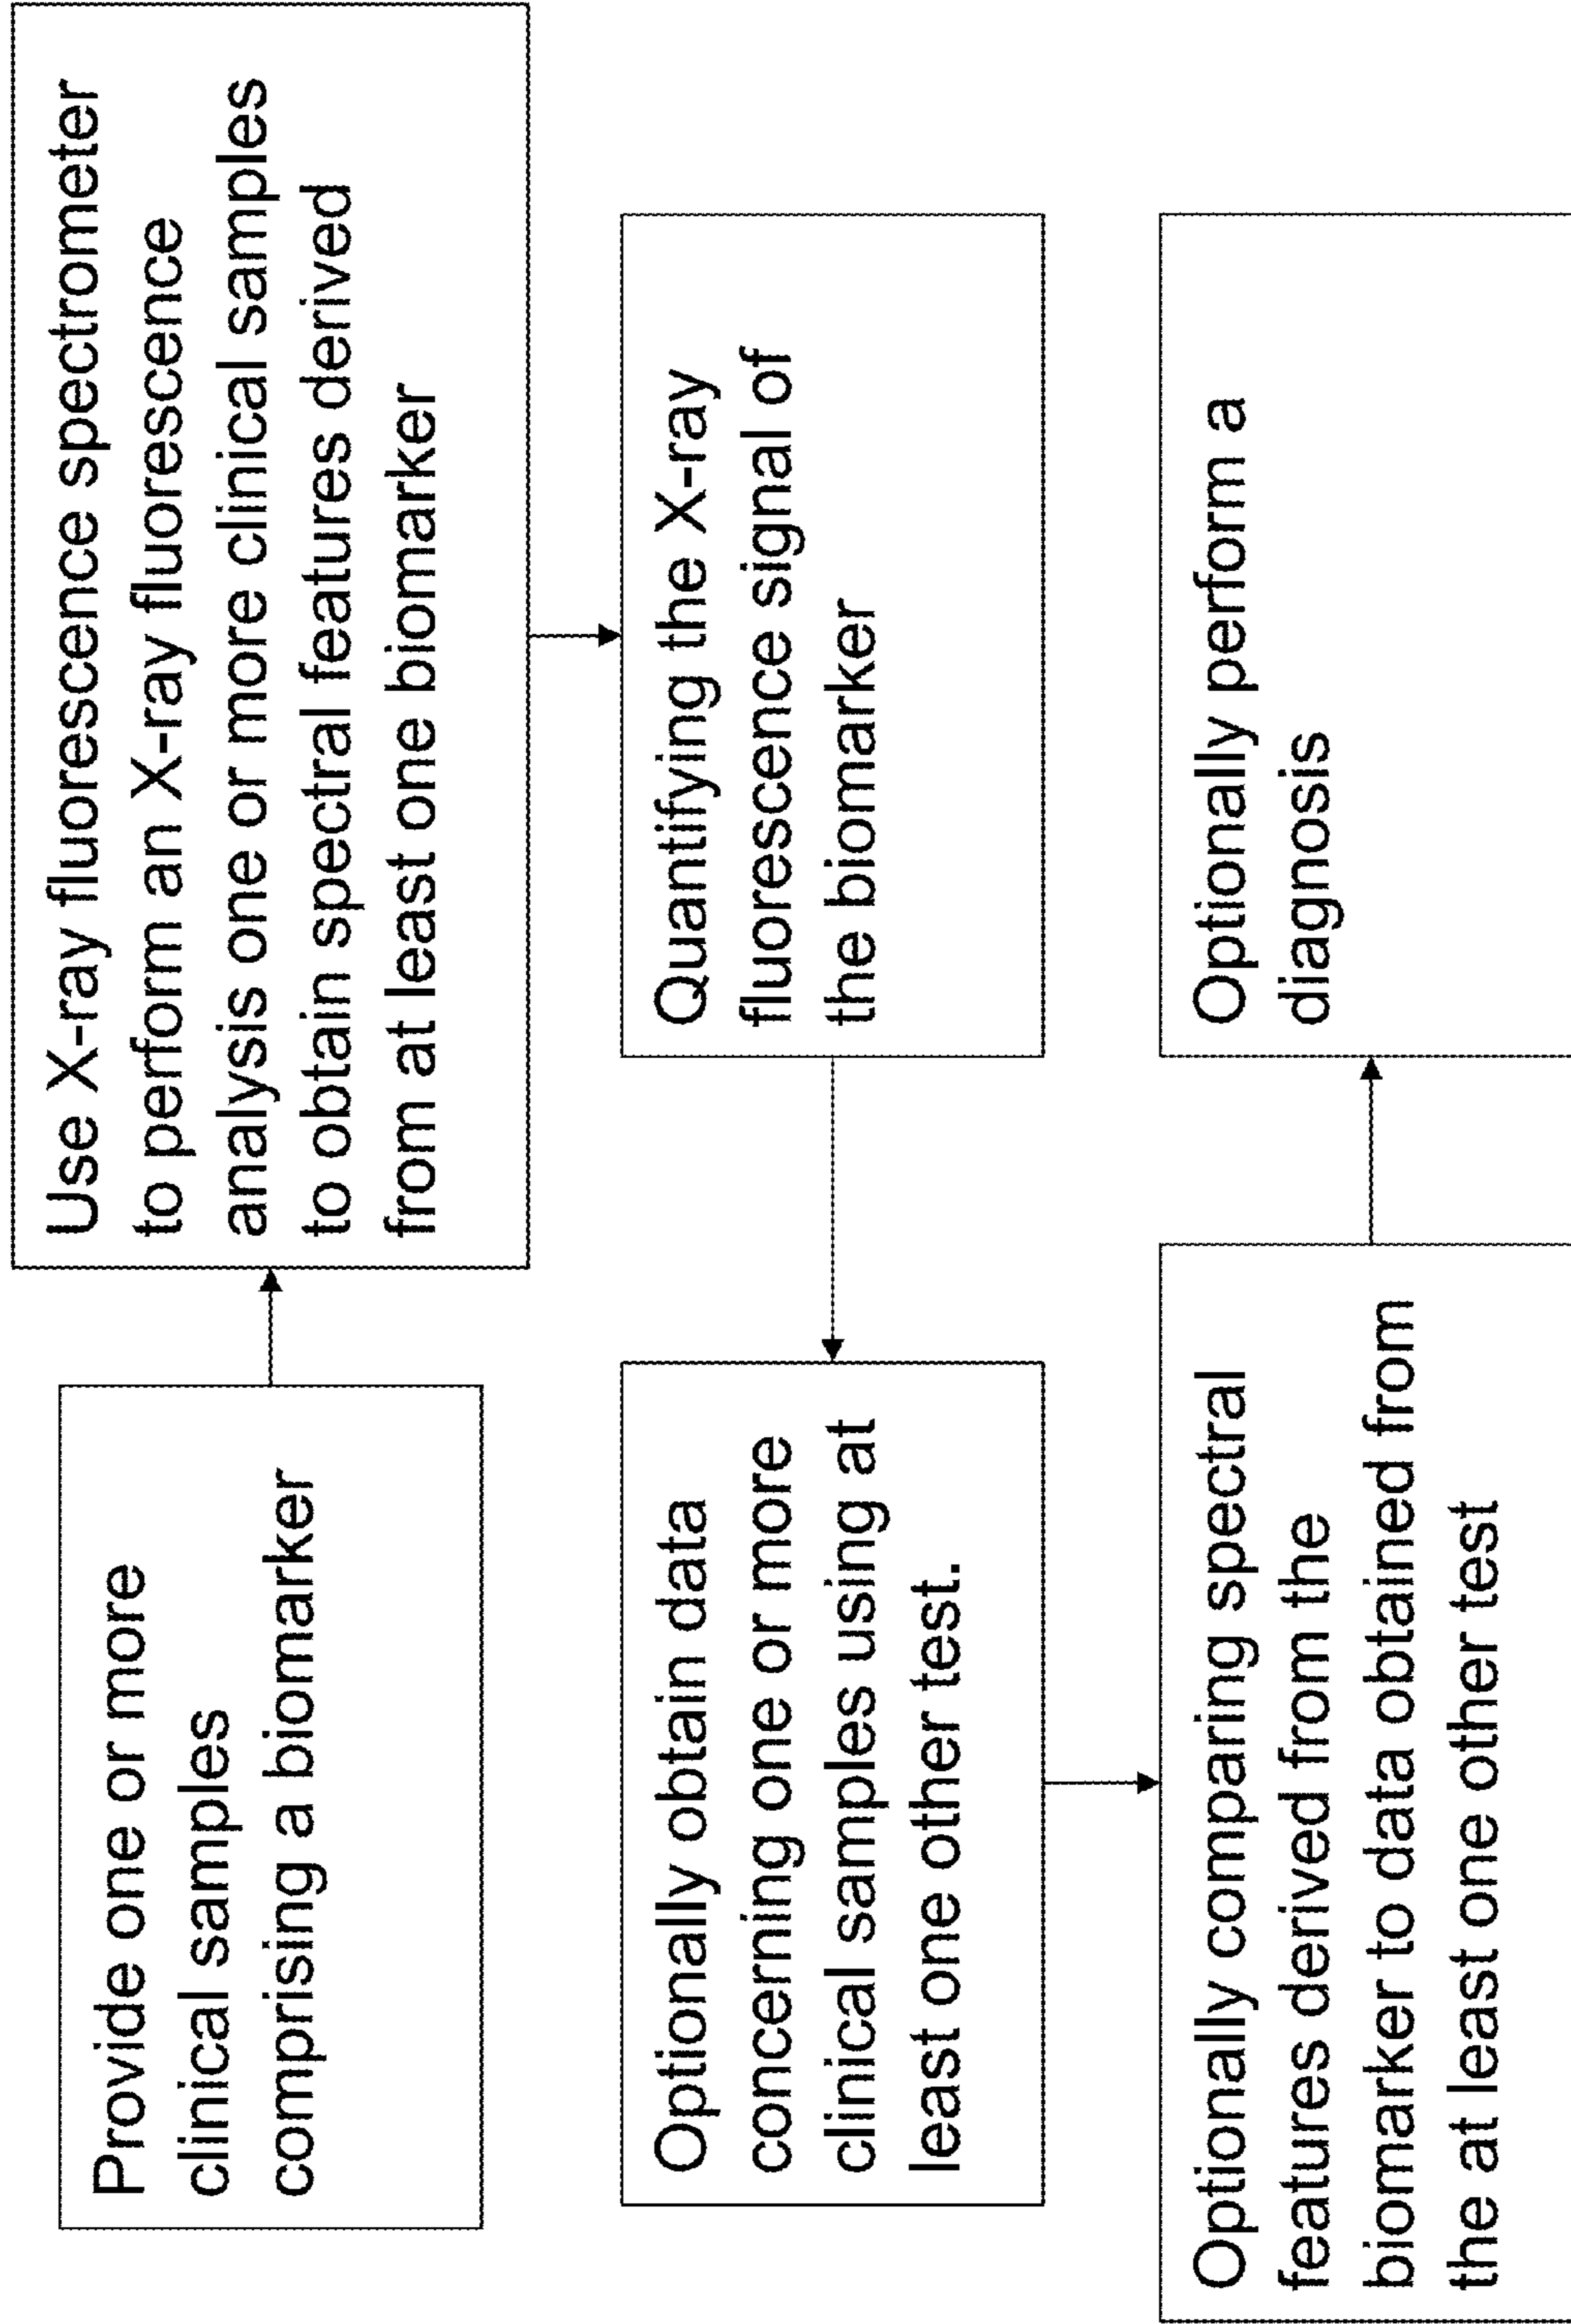 Provide one or more
clinical samples
comprising a biomarker
Use X-ray fluorescence spectrometer
to perform an X-ray fluorescence
analysis one or more clinical samples
to obtain spectral features derived
from at least one biomarker
Quantifying the X-ray
fluorescence signal of
the biomarker
Optionally obtain data
concerning one or more
clinical samples using at
least one other test.
Optionally comparing spectral
features derived from the
biomarker to data obtained from
the at least one other test
Optionally perform a
diagnosis